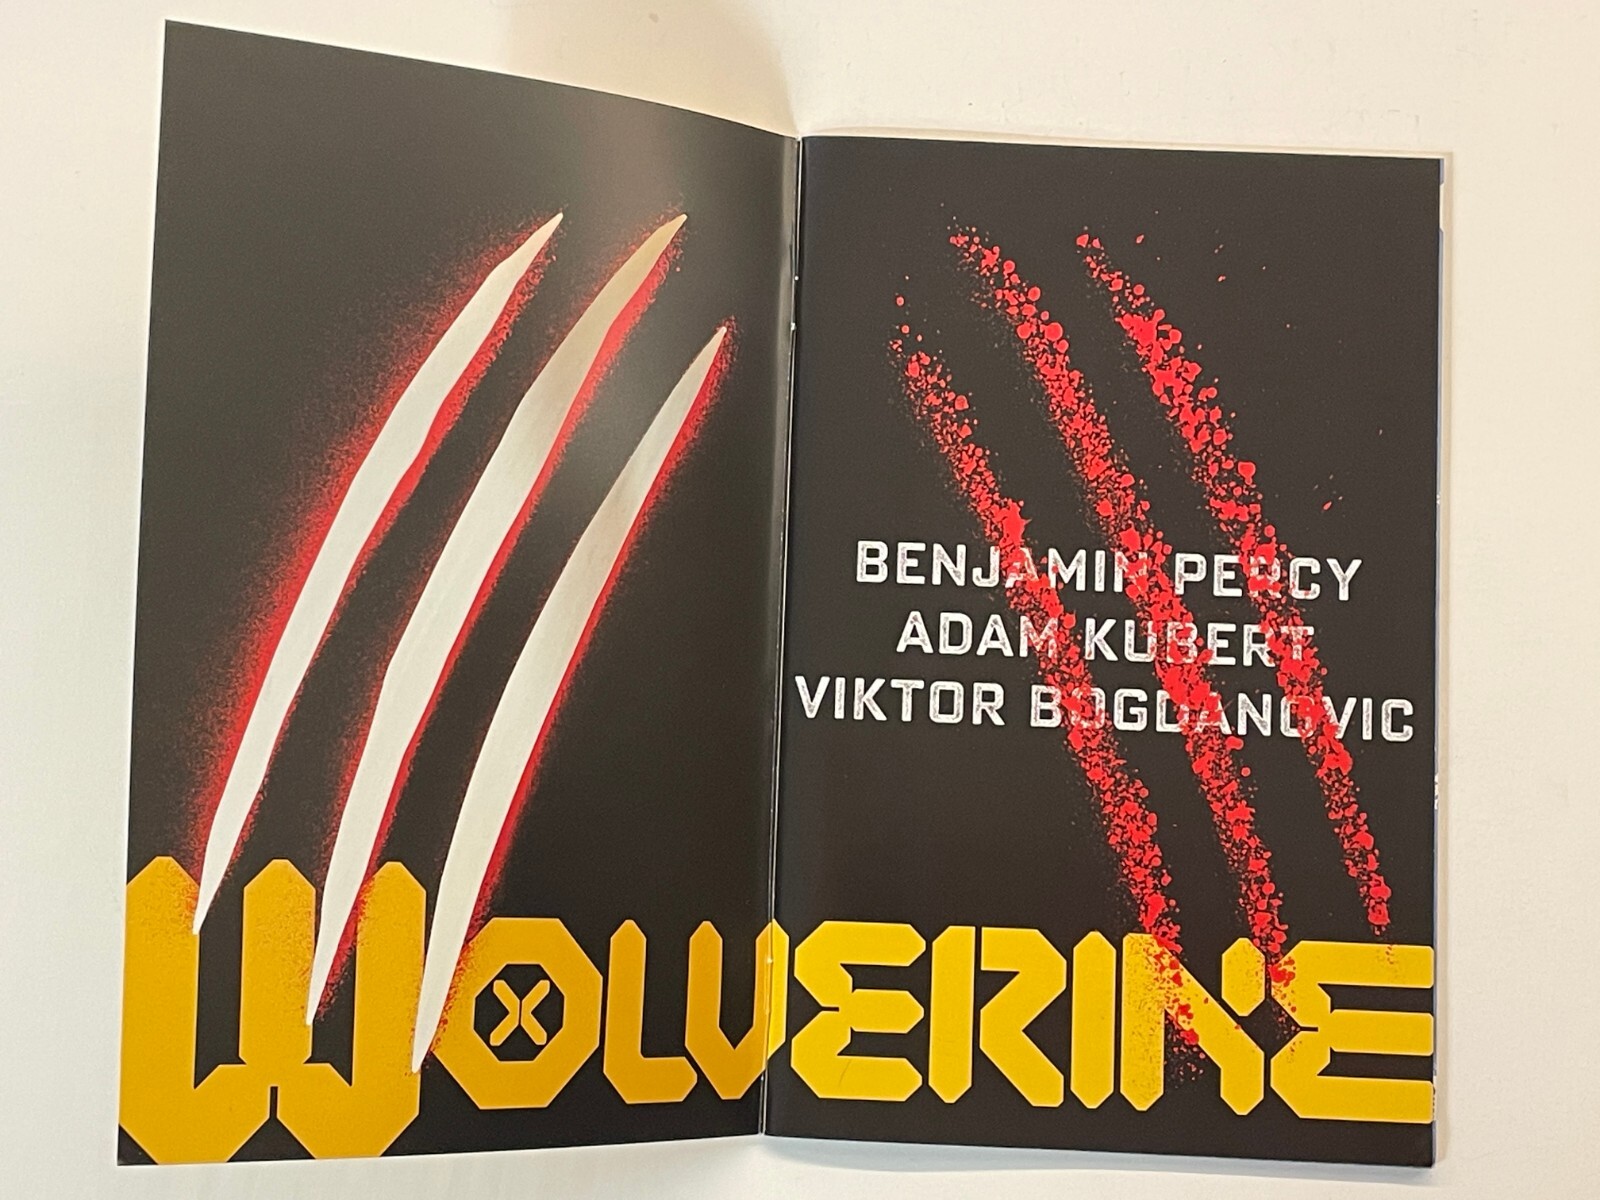 BENJAMIN PERCY
ADAM KUBERT
VIKTOR BOGDANOVIC
WOLVERINE